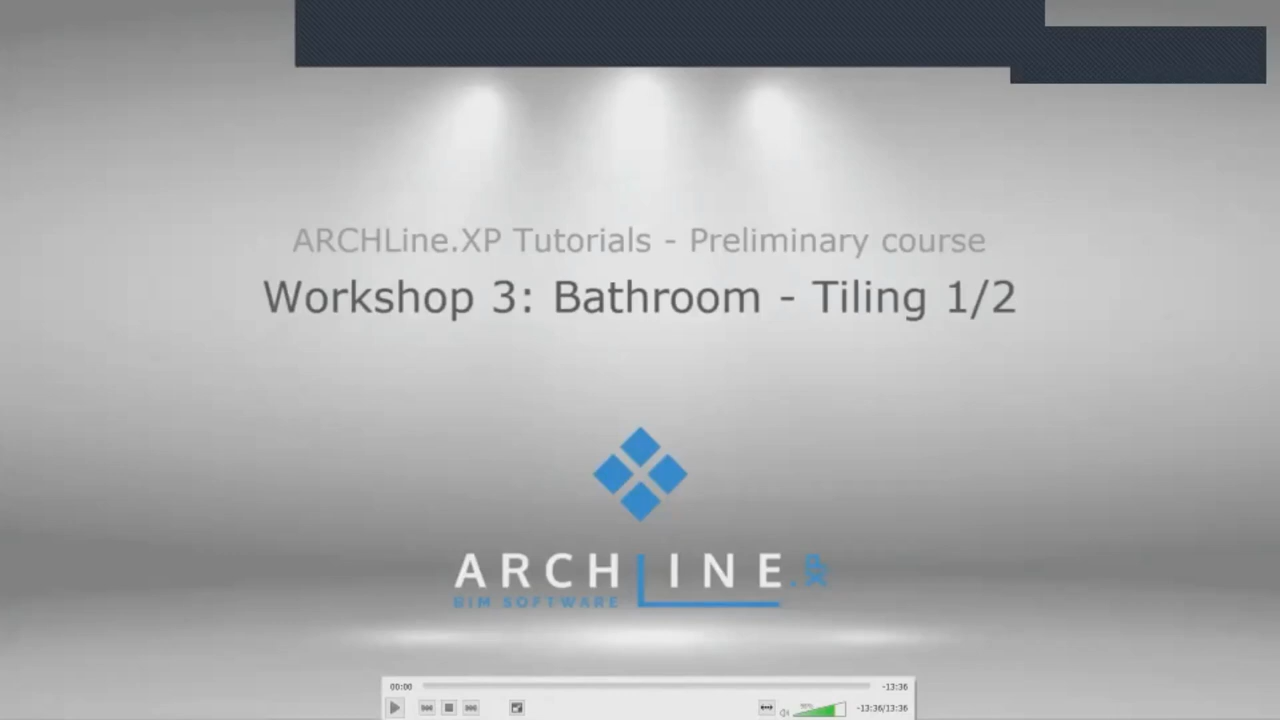 ARCHLine.XP Tutorials - Preliminary course
Workshop 3: Bathroom - Tiling 1/2
ARCHLINE.XP
BIM SOFTWARE
00:00
-13:36
-13:36/13:36